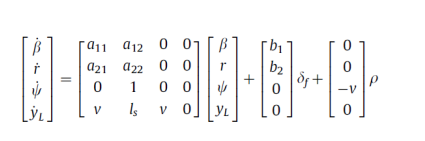 [β̇ ṙ ψ̇ ẏ_L]ᵀ = [a₁₁ a₁₂ 0 0; a₂₁ a₂₂ 0 0; 0 1 0 0; v l_s v 0] [β r ψ y_L]ᵀ + [b₁ b₂ 0 0]ᵀ δ_f + [0 0 −v 0]ᵀ ρ